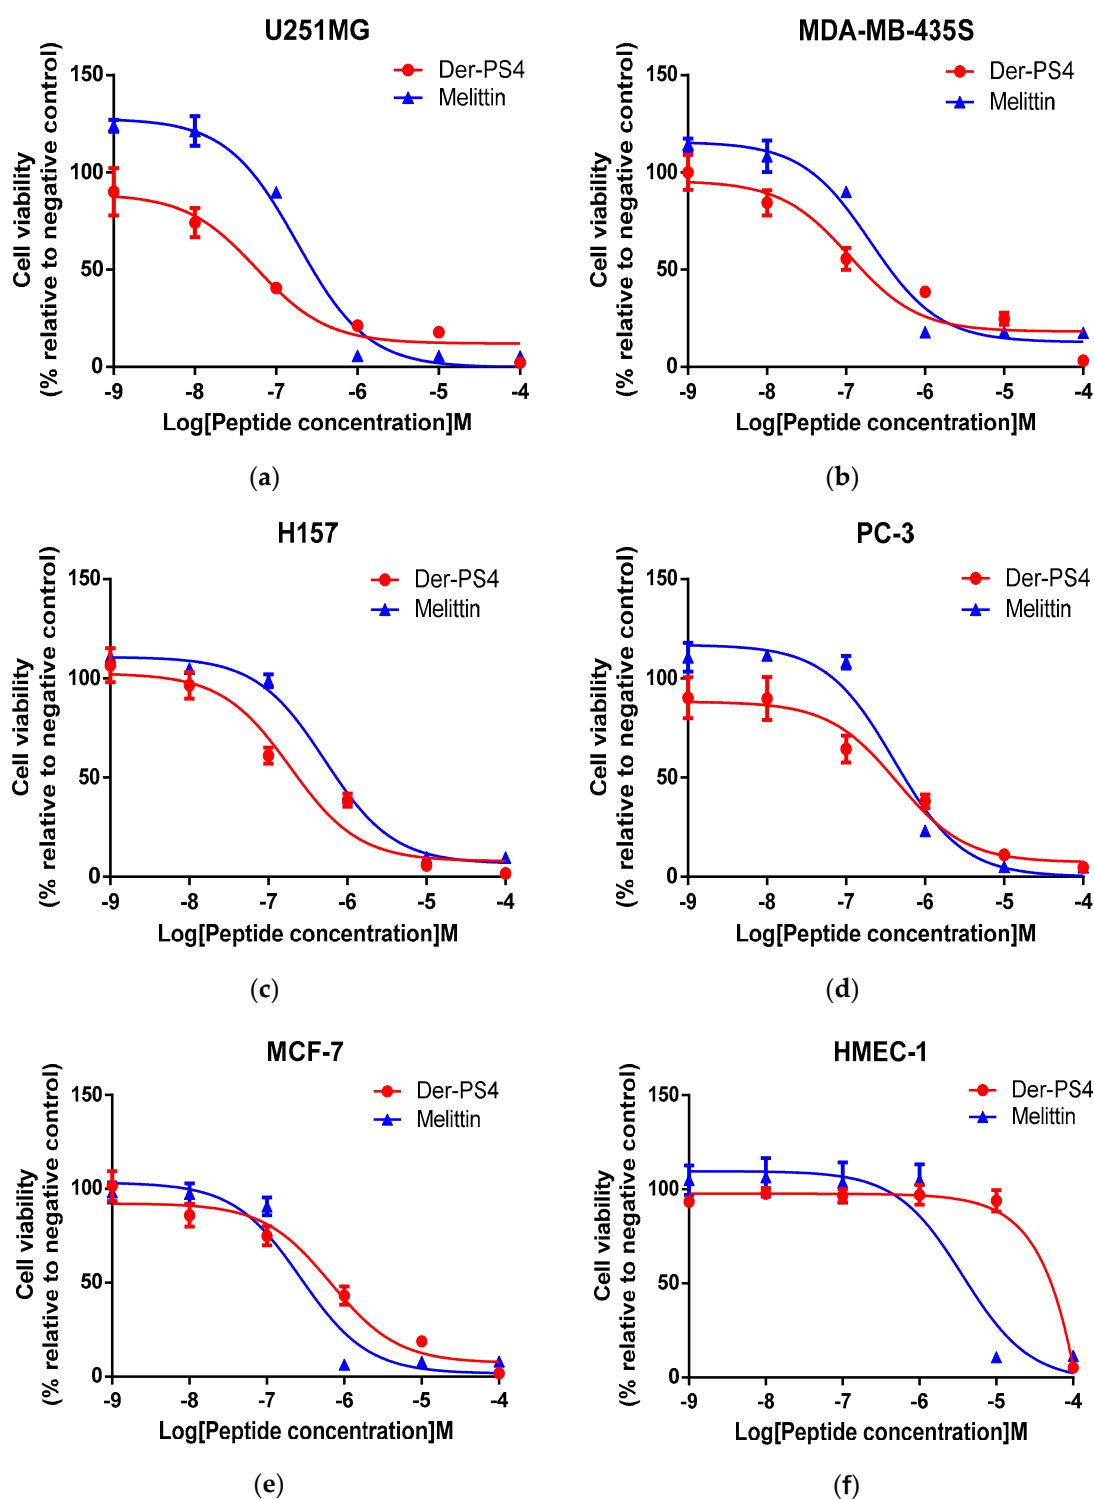 U251MG
Cell viability
(% relative to negative control)
150
100
50
0
Der-PS4
Melittin
-9 -8 -7 -6 -5 -4
Log[Peptide concentration]M
(a)
MDA-MB-435S
Cell viability
(% relative to negative control)
150
100
50
0
Der-PS4
Melittin
-9 -8 -7 -6 -5 -4
Log[Peptide concentration]M
(b)
H157
Cell viability
(% relative to negative control)
150
100
50
0
Der-PS4
Melittin
-9 -8 -7 -6 -5 -4
Log[Peptide concentration]M
(c)
PC-3
Cell viability
(% relative to negative control)
150
100
50
0
Der-PS4
Melittin
-9 -8 -7 -6 -5 -4
Log[Peptide concentration]M
(d)
MCF-7
Cell viability
(% relative to negative control)
150
100
50
0
Der-PS4
Melittin
-9 -8 -7 -6 -5 -4
Log[Peptide concentration]M
(e)
HMEC-1
Cell viability
(% relative to negative control)
150
100
50
0
Der-PS4
Melittin
-9 -8 -7 -6 -5 -4
Log[Peptide concentration]M
(f)